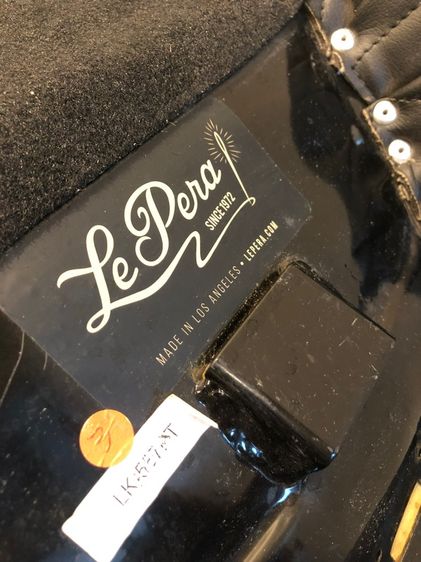 Le Pera
SINCE 1972
MADE IN LOS ANGELES • LEPERA.COM